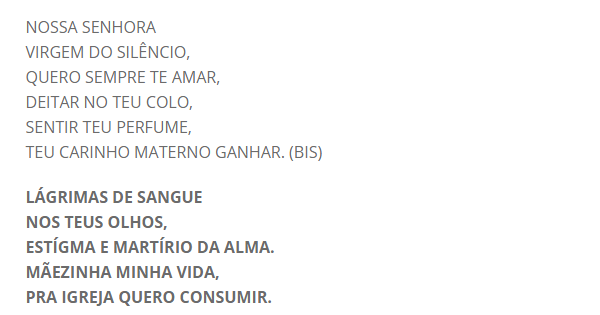 NOSSA SENHORA
VIRGEM DO SILÊNCIO,
QUERO SEMPRE TE AMAR,
DEITAR NO TEU COLO,
SENTIR TEU PERFUME,
TEU CARINHO MATERNO GANHAR. (BIS)
LÁGRIMAS DE SANGUE
NOS TEUS OLHOS,
ESTÍGMA E MARTÍRIO DA ALMA.
MÃEZINHA MINHA VIDA,
PRA IGREJA QUERO CONSUMIR.